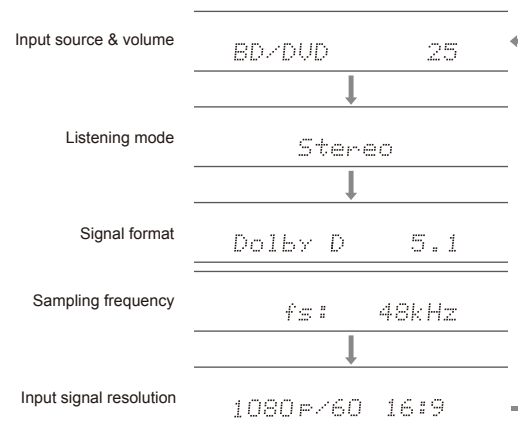 Input source & volume
BD/DVD 25
Listening mode
Stereo
Signal format
Dolby D 5.1
Sampling frequency
fs: 48kHz
Input signal resolution
1080p/60 16:9